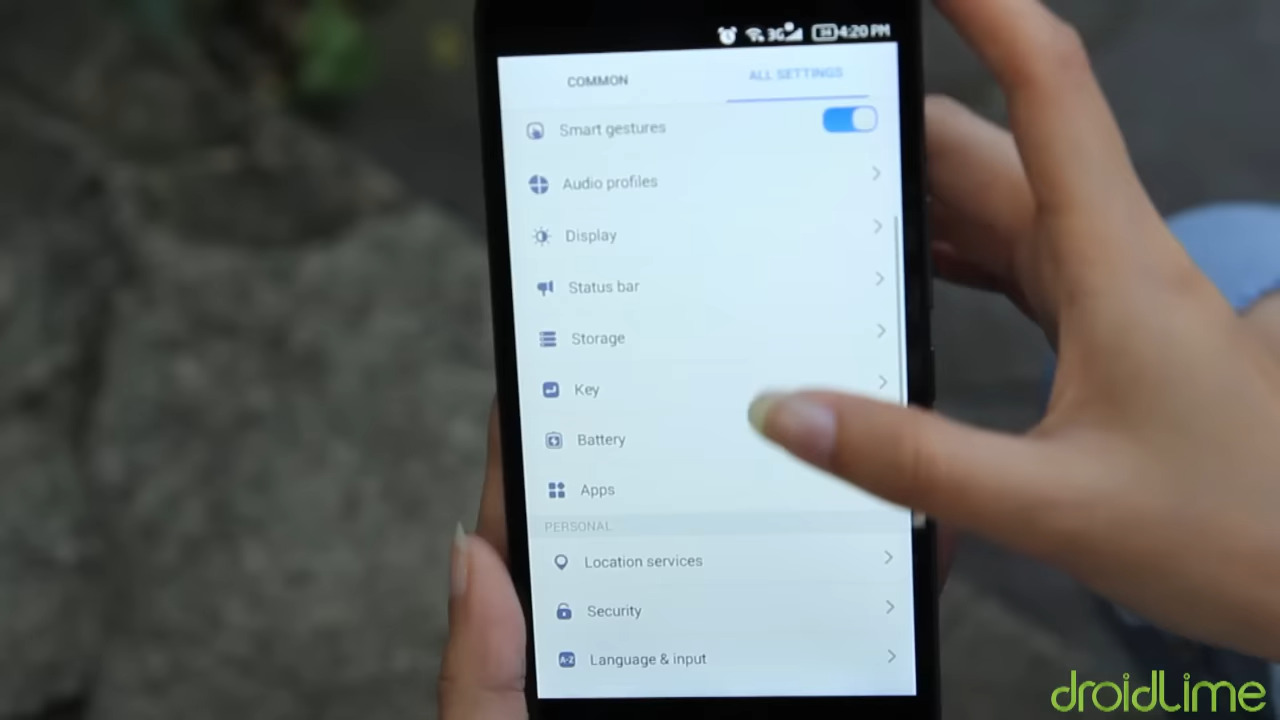 3G 4:20 PM
COMMON ALL SETTINGS
Smart gestures
Audio profiles
Display
Status bar
Storage
Key
Battery
Apps
PERSONAL
Location services
Security
A-Z Language & input
droidLime